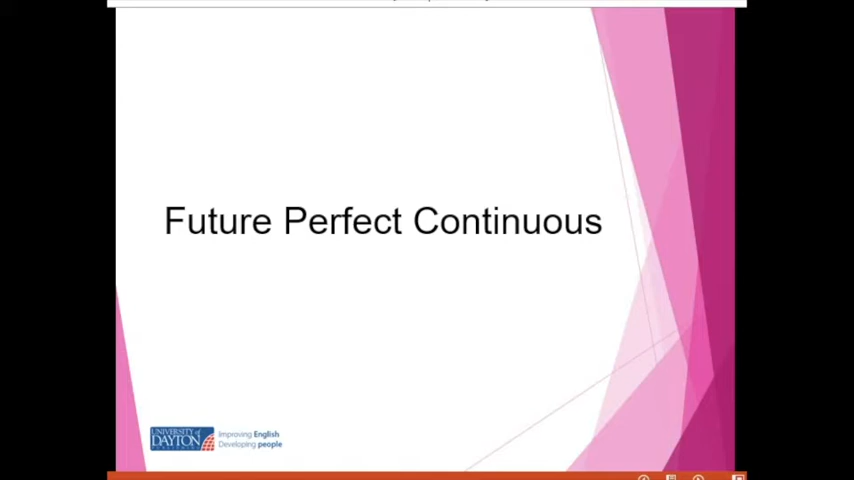 Future Perfect Continuous
UNIVERSITY of
DAYTON
Improving English
Developing people